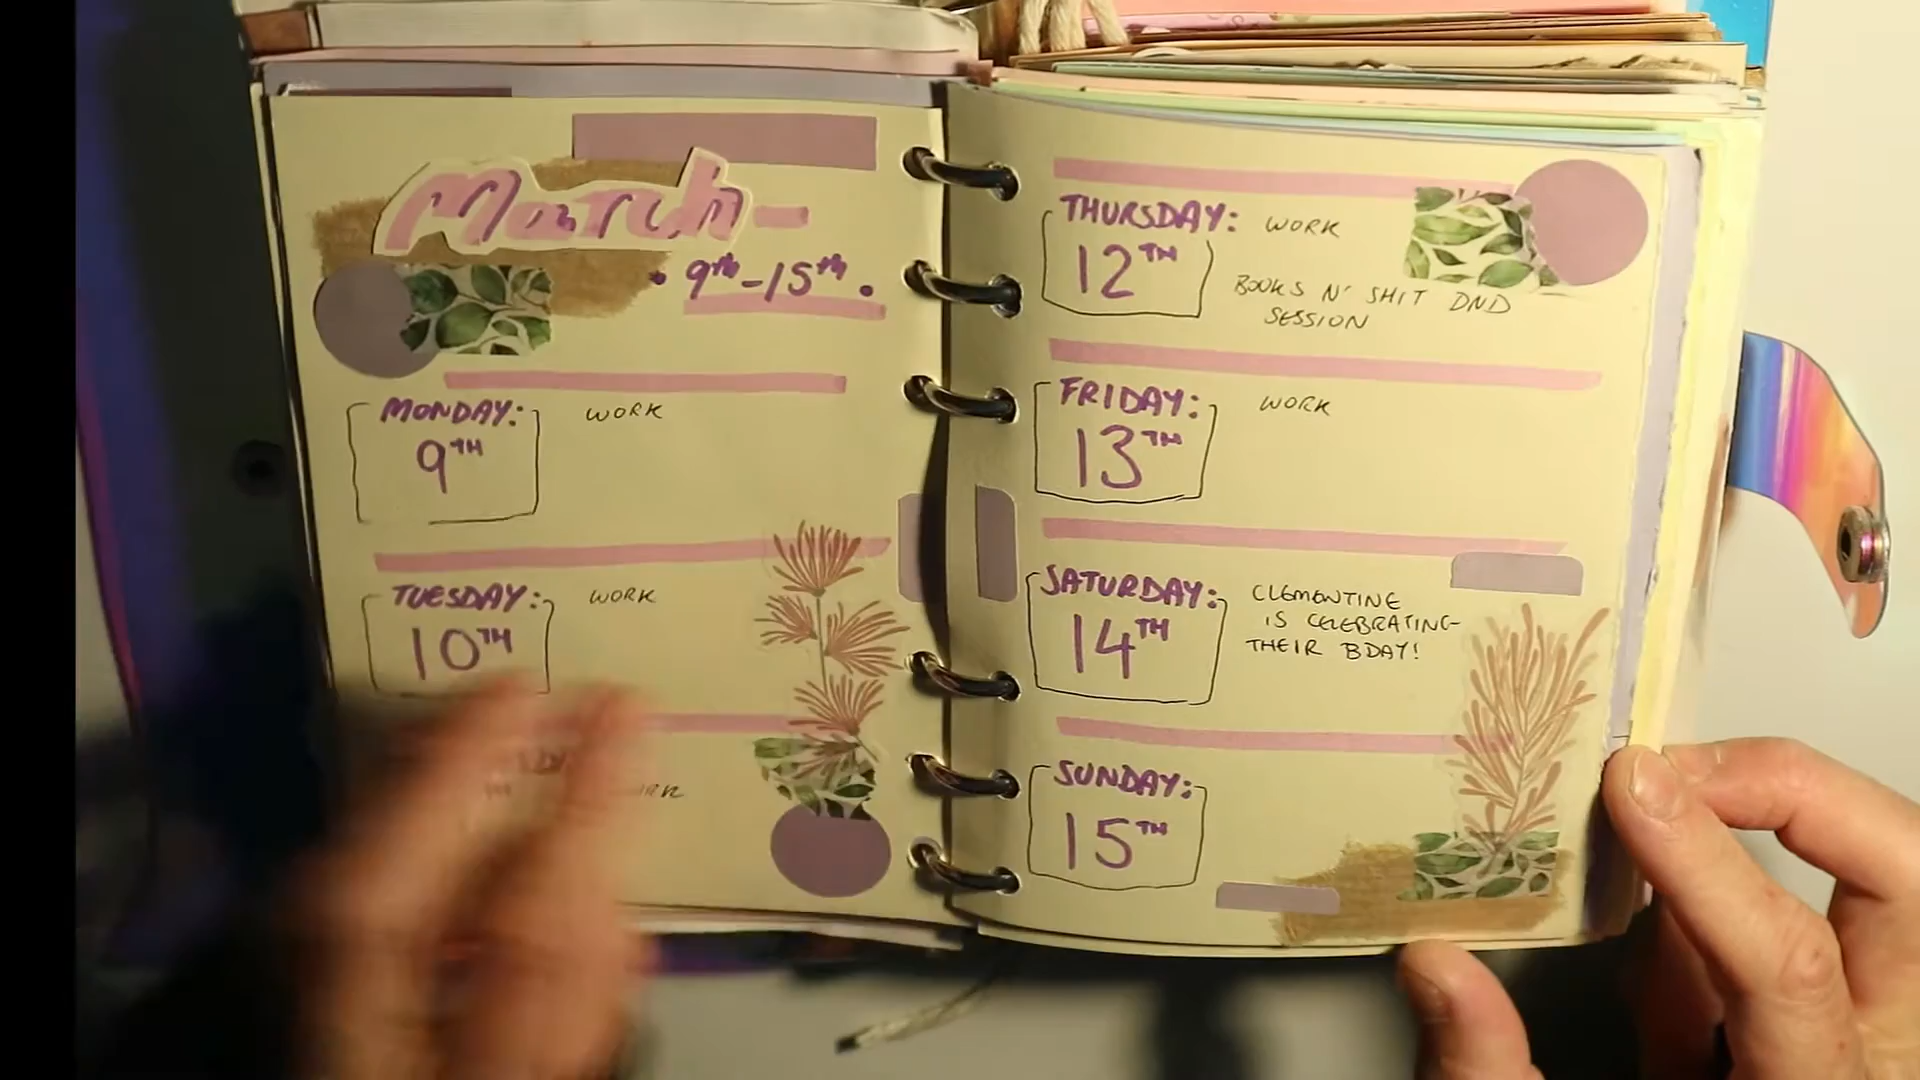 March-
• 9th - 15th •
MONDAY:
9TH
WORK
TUESDAY:
10TH
WORK
THURSDAY:
12TH
WORK
BOOKS N' SHIT DND
SESSION
FRIDAY:
13TH
WORK
SATURDAY:
14TH
CLEMENTINE
IS CELEBRATING
THEIR BDAY!
SUNDAY:
15TH